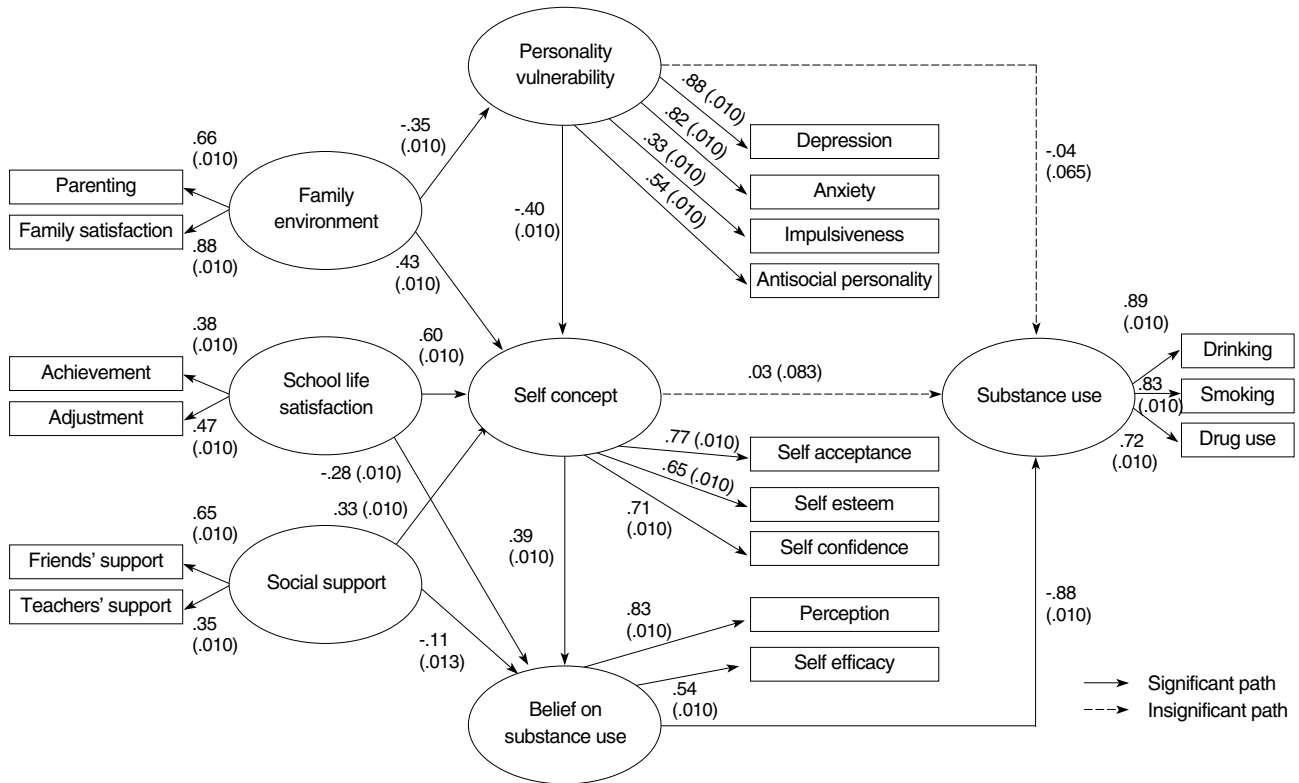 Personality
vulnerability
.88 (.010)
.82 (.010)
.33 (.010)
.54 (.010)
Depression
Anxiety
Impulsiveness
Antisocial personality
-.04
(.065)
-.35
(.010)
.66
(.010)
Parenting
Family satisfaction
.88
(.010)
Family
environment
.43
(.010)
-.40
(.010)
.38
(.010)
Achievement
Adjustment
.47
(.010)
School life
satisfaction
.60
(.010)
Self concept
.03 (.083)
Substance use
.89
(.010)
Drinking
.83
(.010)
Smoking
.72
(.010)
Drug use
-.28 (.010)
.33 (.010)
.77 (.010)
Self acceptance
.65 (.010)
Self esteem
.71
(.010)
Self confidence
.65
(.010)
Friends' support
Teachers' support
.35
(.010)
Social support
-.11
(.013)
.39
(.010)
.83
(.010)
Perception
Self efficacy
.54
(.010)
-.88
(.010)
Belief on
substance use
Significant path
Insignificant path